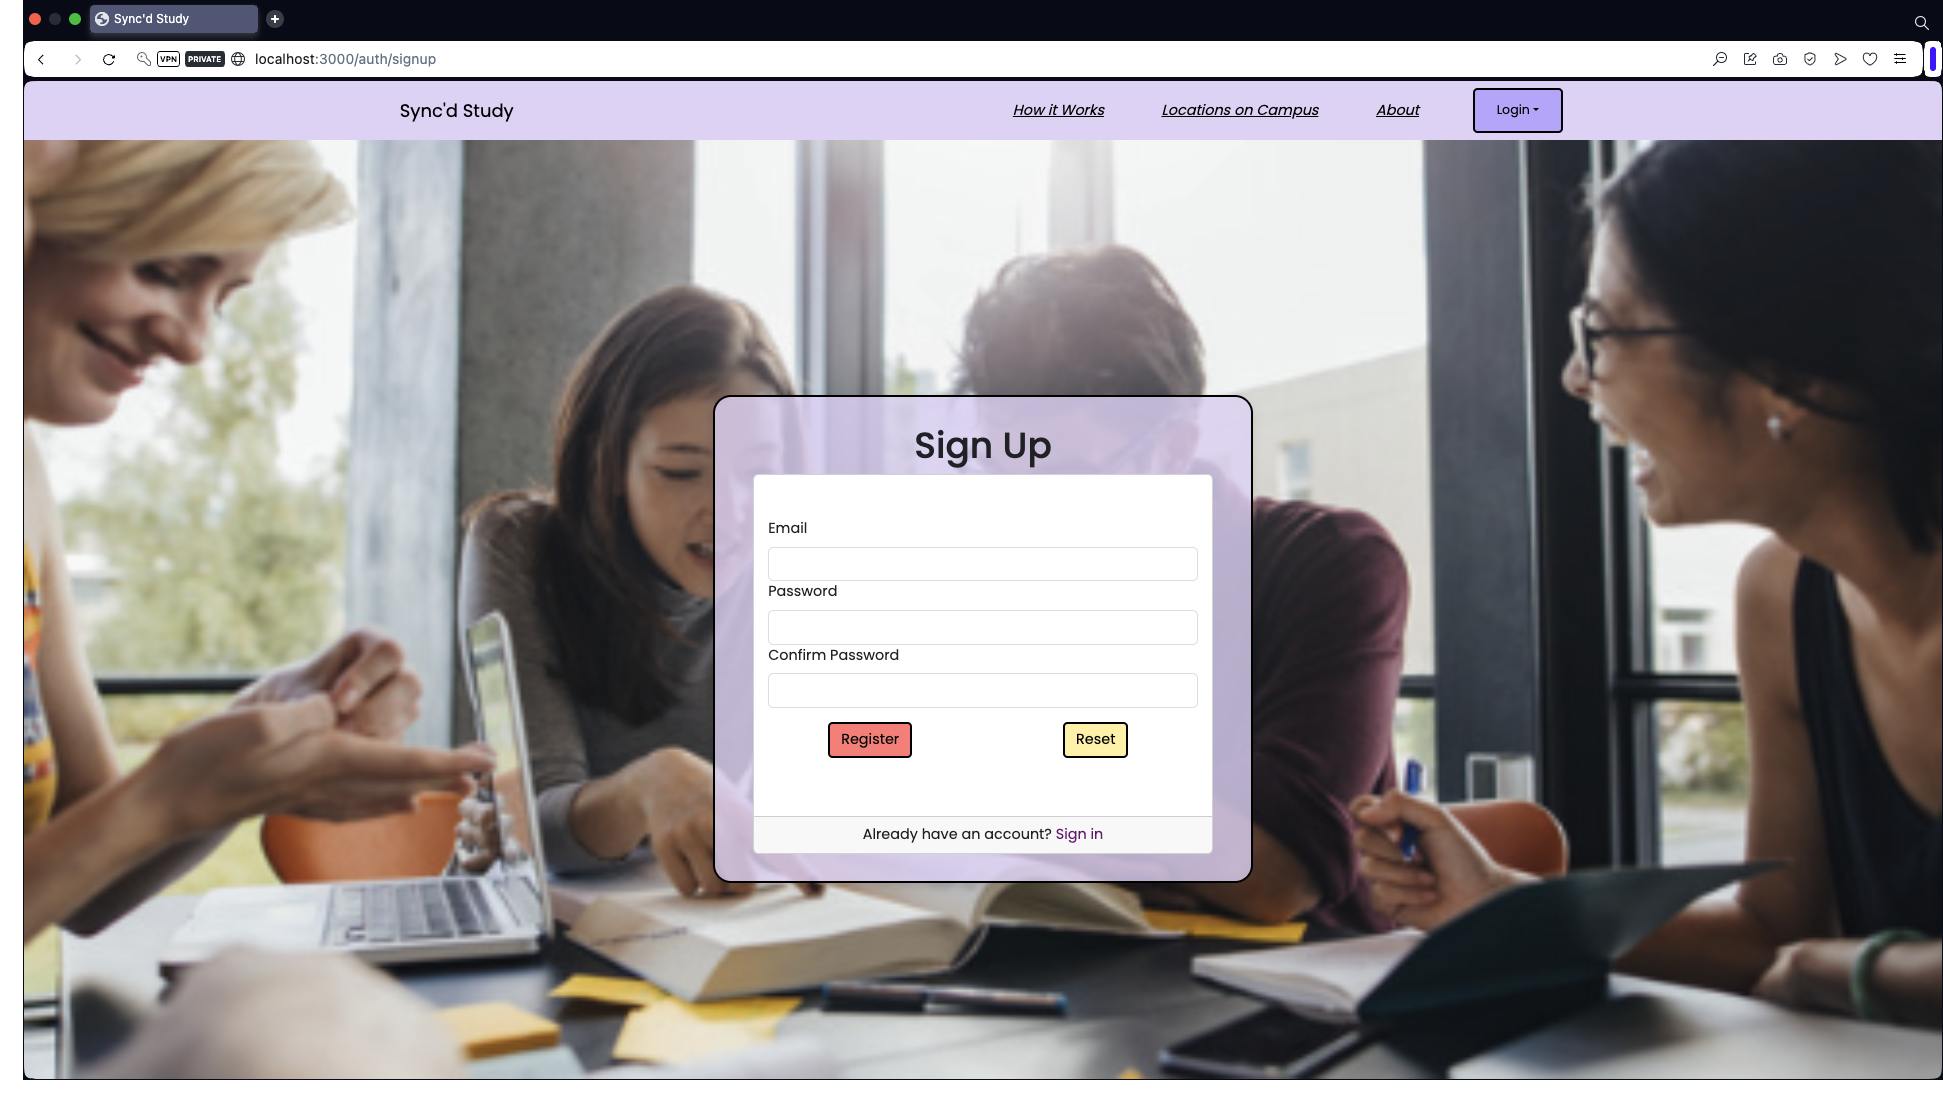 Sync'd Study
VPN PRIVATE localhost:3000/auth/signup
Sync'd Study How it Works Locations on Campus About Login
Sign Up
Email
Password
Confirm Password
Register Reset
Already have an account? Sign in